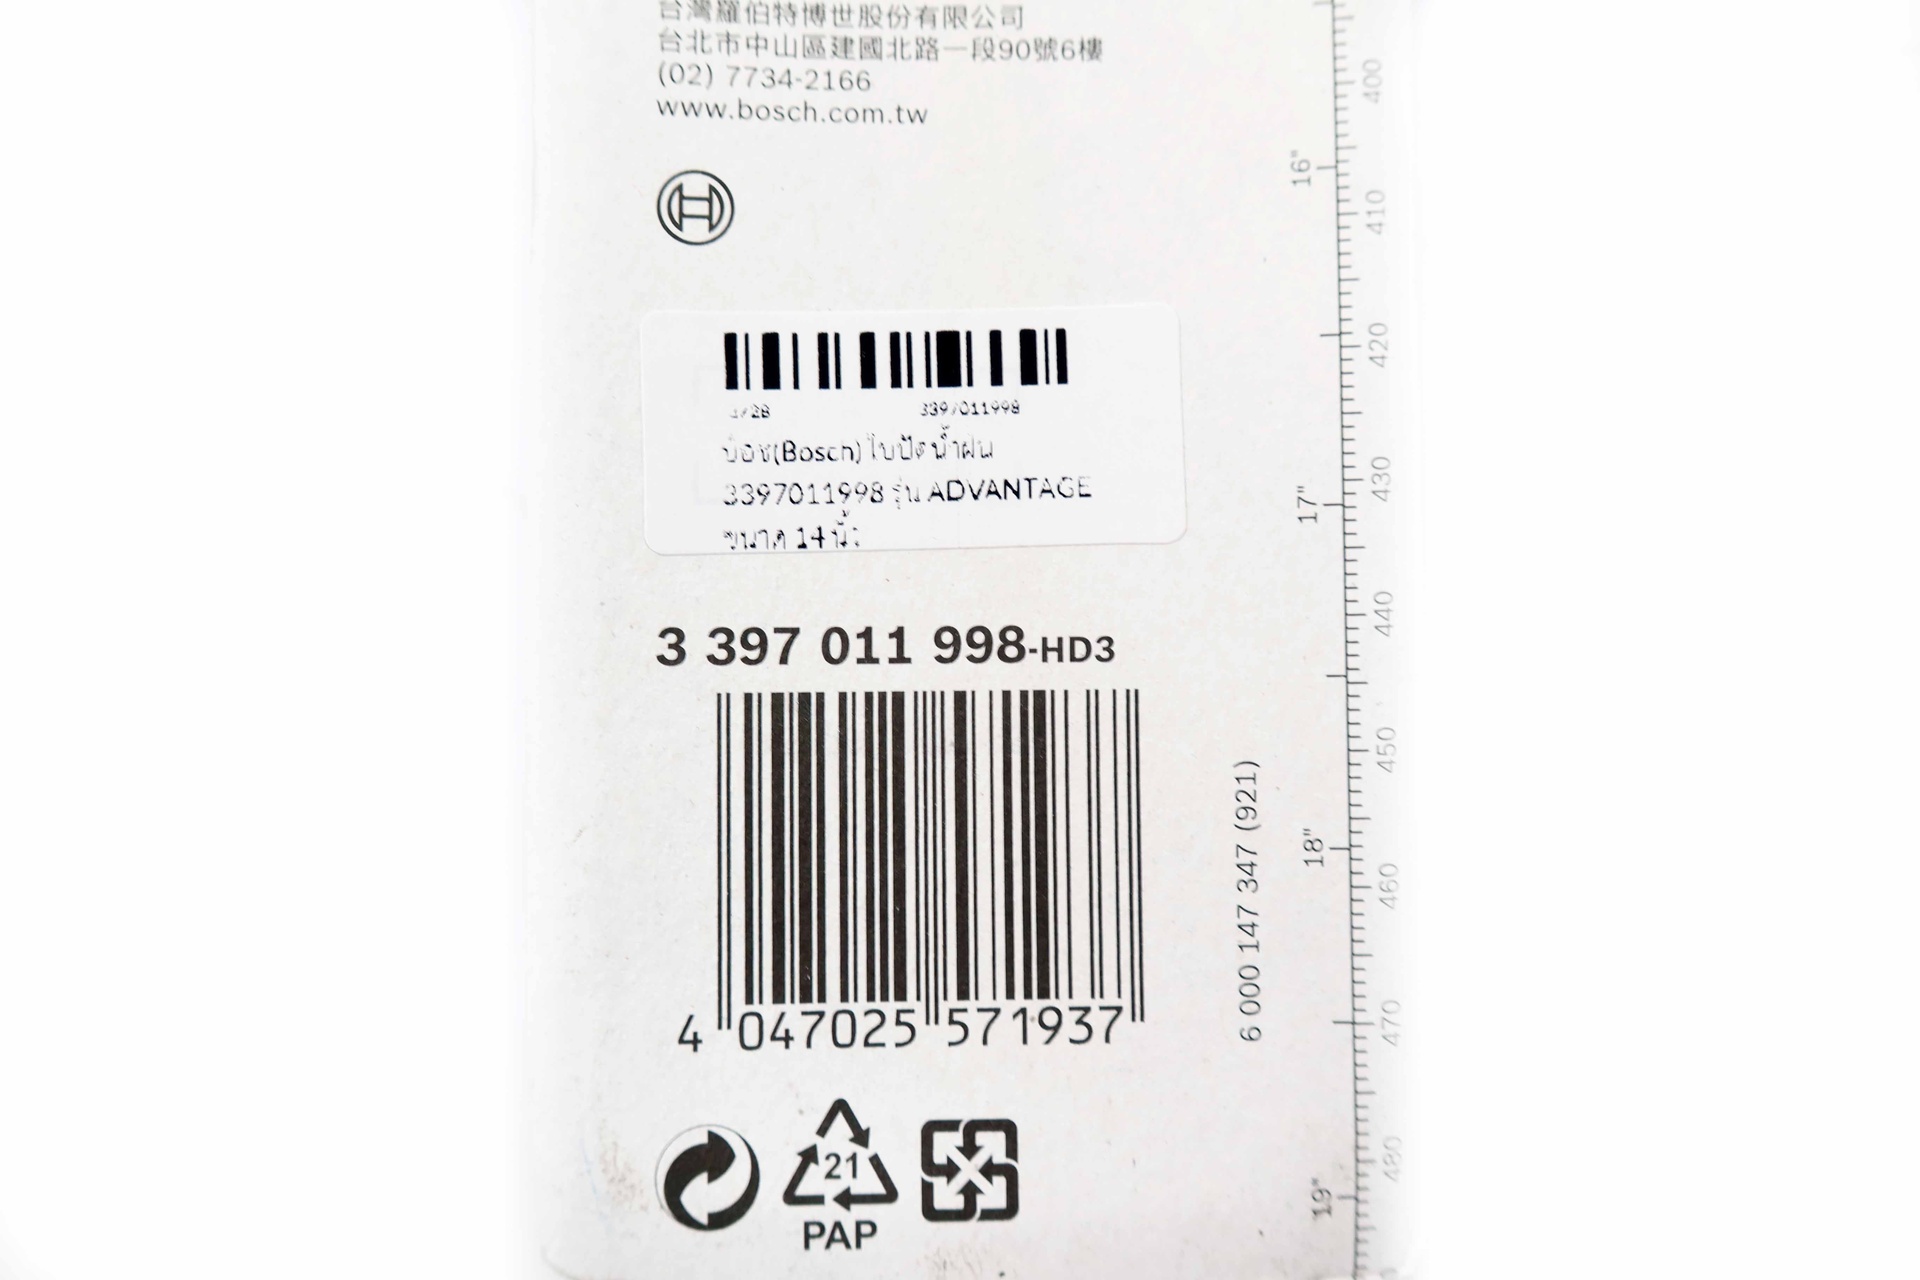 台灣羅伯特博世股份有限公司
台北市中山區建國北路一段90號6樓
(02) 7734-2166
www.bosch.com.tw
3397011998
บ๊อช(Bosch) ใบปัดน้ำฝน
3397011998 รุ่น ADVANTAGE
ขนาด 14 นิ้ว
3 397 011 998-HD3
4 047025 571937
6 000 147 347 (921)
21
PAP
16"
17"
18"
19"
400
410
420
430
440
450
460
470
480